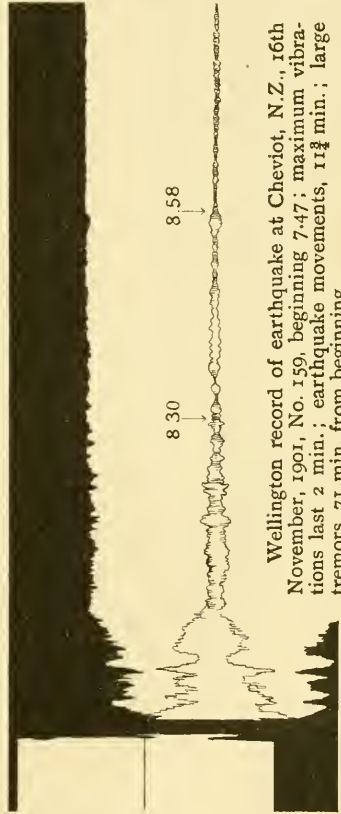 8.30
8.58
Wellington record of earthquake at Cheviot, N.Z., 16th
November, 1901, No. 159, beginning 7.47; maximum vibra-
tions last 2 min.; earthquake movements, 11¾ min.; large
tremors, 71 min. from beginning.